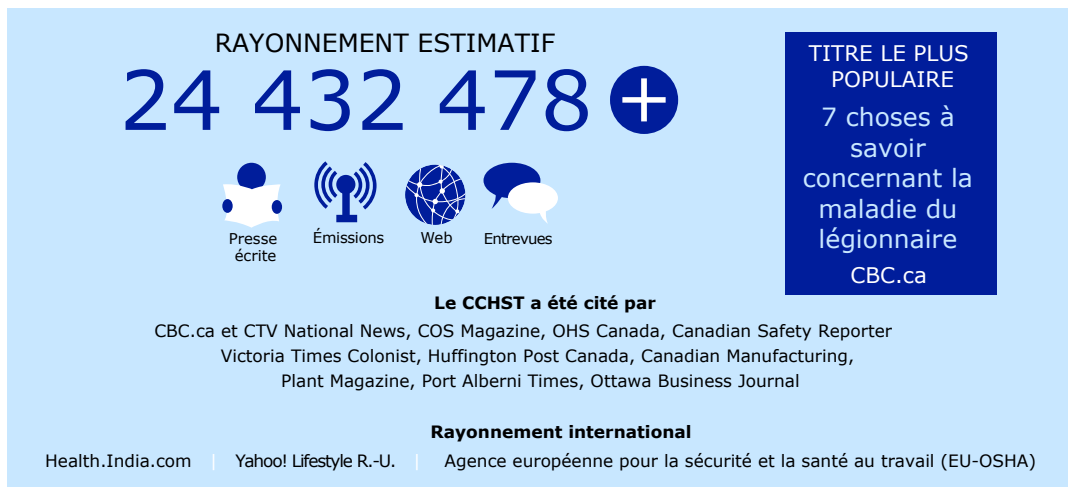 RAYONNEMENT ESTIMATIF
24 432 478 +
Presse
écrite
Émissions
Web
Entrevues
TITRE LE PLUS
POPULAIRE
7 choses à
savoir
concernant la
maladie du
légionnaire
CBC.ca
Le CCHST a été cité par
CBC.ca et CTV National News, COS Magazine, OHS Canada, Canadian Safety Reporter
Victoria Times Colonist, Huffington Post Canada, Canadian Manufacturing,
Plant Magazine, Port Alberni Times, Ottawa Business Journal
Rayonnement international
Health.India.com | Yahoo! Lifestyle R.-U. | Agence européenne pour la sécurité et la santé au travail (EU-OSHA)